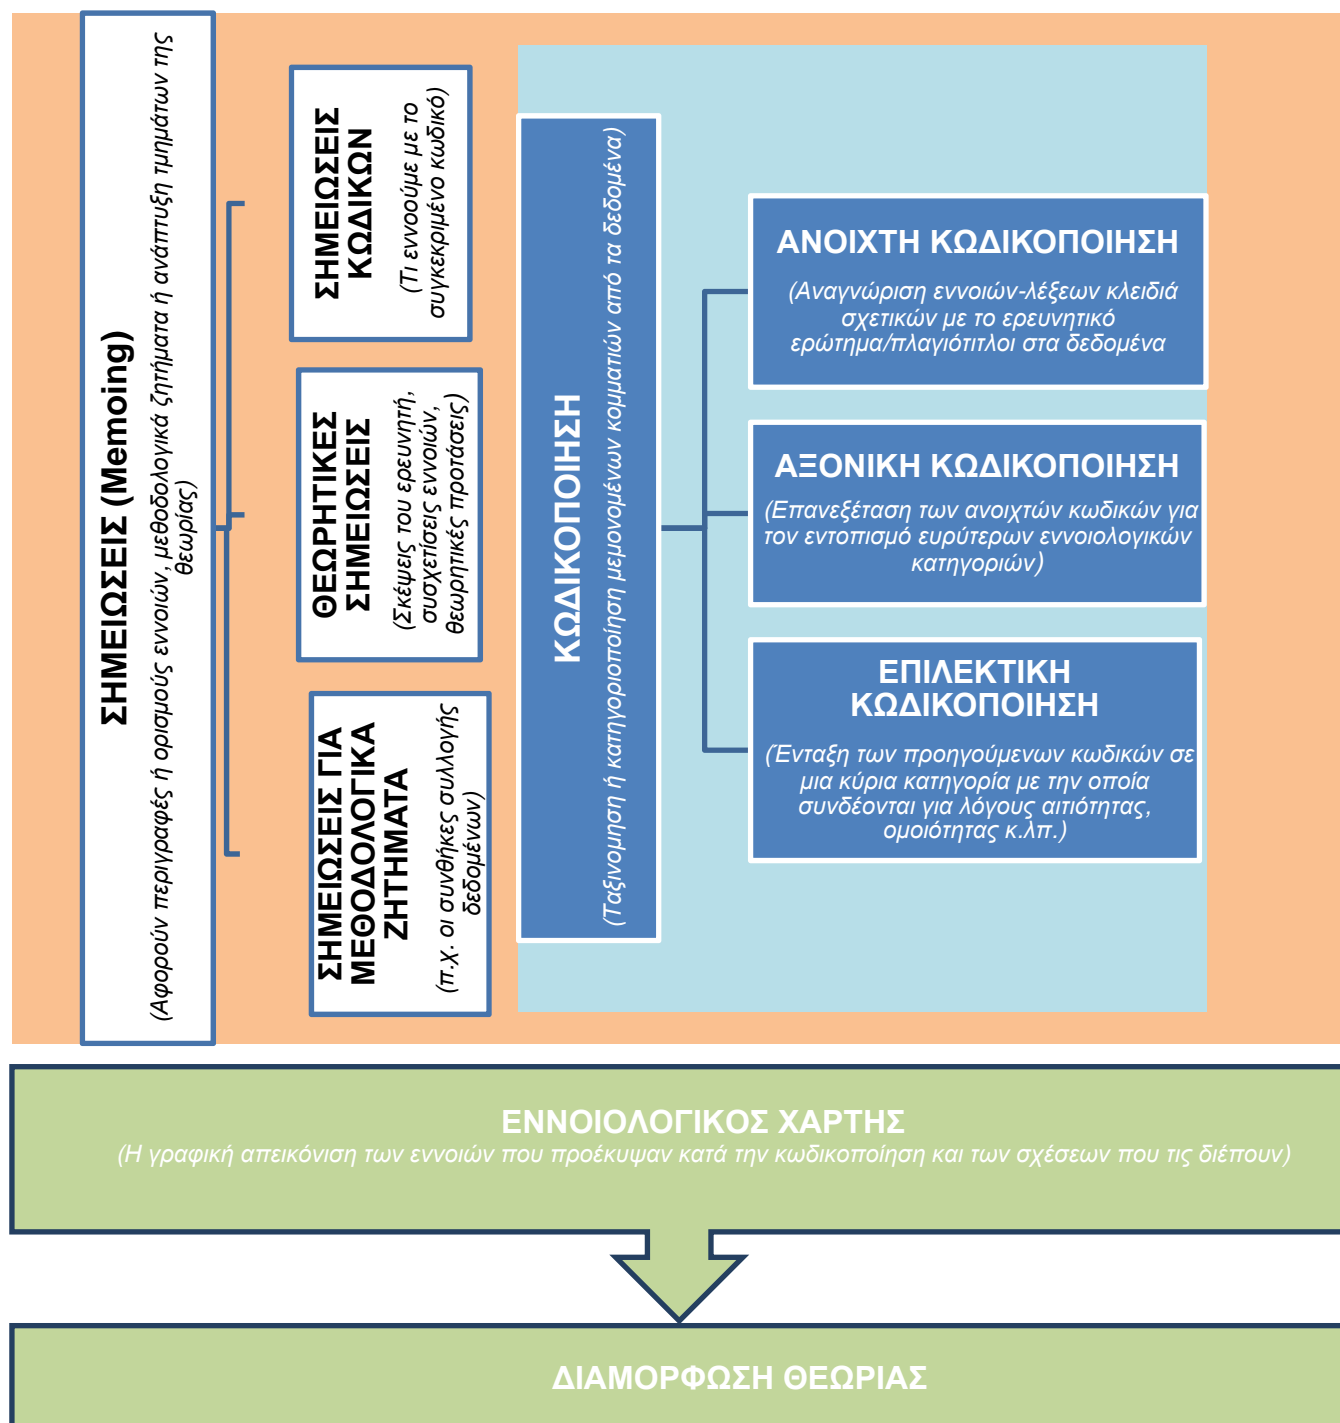 ΣΗΜΕΙΩΣΕΙΣ (Memoing)
(Αφορούν περιγραφές ή ορισμούς εννοιών, μεθοδολογικά ζητήματα ή ανάπτυξη τμημάτων της
θεωρίας)
ΣΗΜΕΙΩΣΕΙΣ
ΚΩΔΙΚΩΝ
(Τι εννοούμε με το
συγκεκριμένο κωδικό)
ΘΕΩΡΗΤΙΚΕΣ
ΣΗΜΕΙΩΣΕΙΣ
(Σκέψεις του ερευνητή,
συσχετίσεις εννοιών,
θεωρητικές προτάσεις)
ΣΗΜΕΙΩΣΕΙΣ ΓΙΑ
ΜΕΘΟΔΟΛΟΓΙΚΑ
ΖΗΤΗΜΑΤΑ
(π.χ. οι συνθήκες συλλογής
δεδομένων)
ΚΩΔΙΚΟΠΟΙΗΣΗ
(Ταξινομηση ή κατηγοριοποίηση μεμονομένων κομματιών από τα δεδομένα)
ΑΝΟΙΧΤΗ ΚΩΔΙΚΟΠΟΙΗΣΗ
(Αναγνώριση εννοιών-λέξεων κλειδιά
σχετικών με το ερευνητικό
ερώτημα/πλαγιότιτλοι στα δεδομένα
ΑΞΟΝΙΚΗ ΚΩΔΙΚΟΠΟΙΗΣΗ
(Επανεξέταση των ανοιχτών κωδικών για
τον εντοπισμό ευρύτερων εννοιολογικών
κατηγοριών)
ΕΠΙΛΕΚΤΙΚΗ
ΚΩΔΙΚΟΠΟΙΗΣΗ
(Ένταξη των προηγούμενων κωδικών σε
μια κύρια κατηγορία με την οποία
συνδέονται για λόγους αιτιότητας,
ομοιότητας κ.λπ.)
ΕΝΝΟΙΟΛΟΓΙΚΟΣ ΧΑΡΤΗΣ
(Η γραφική απεικόνιση των εννοιών που προέκυψαν κατά την κωδικοποίηση και των σχέσεων που τις διέπουν)
ΔΙΑΜΟΡΦΩΣΗ ΘΕΩΡΙΑΣ